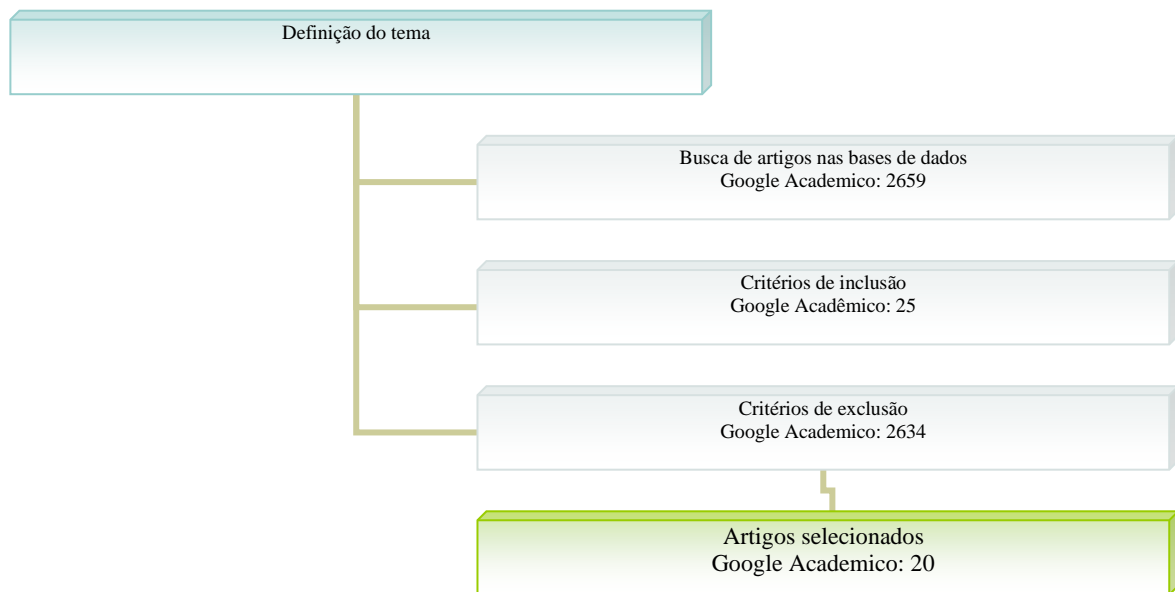 Definição do tema
Busca de artigos nas bases de dados
Google Academico: 2659
Critérios de inclusão
Google Acadêmico: 25
Critérios de exclusão
Google Academico: 2634
Artigos selecionados
Google Academico: 20